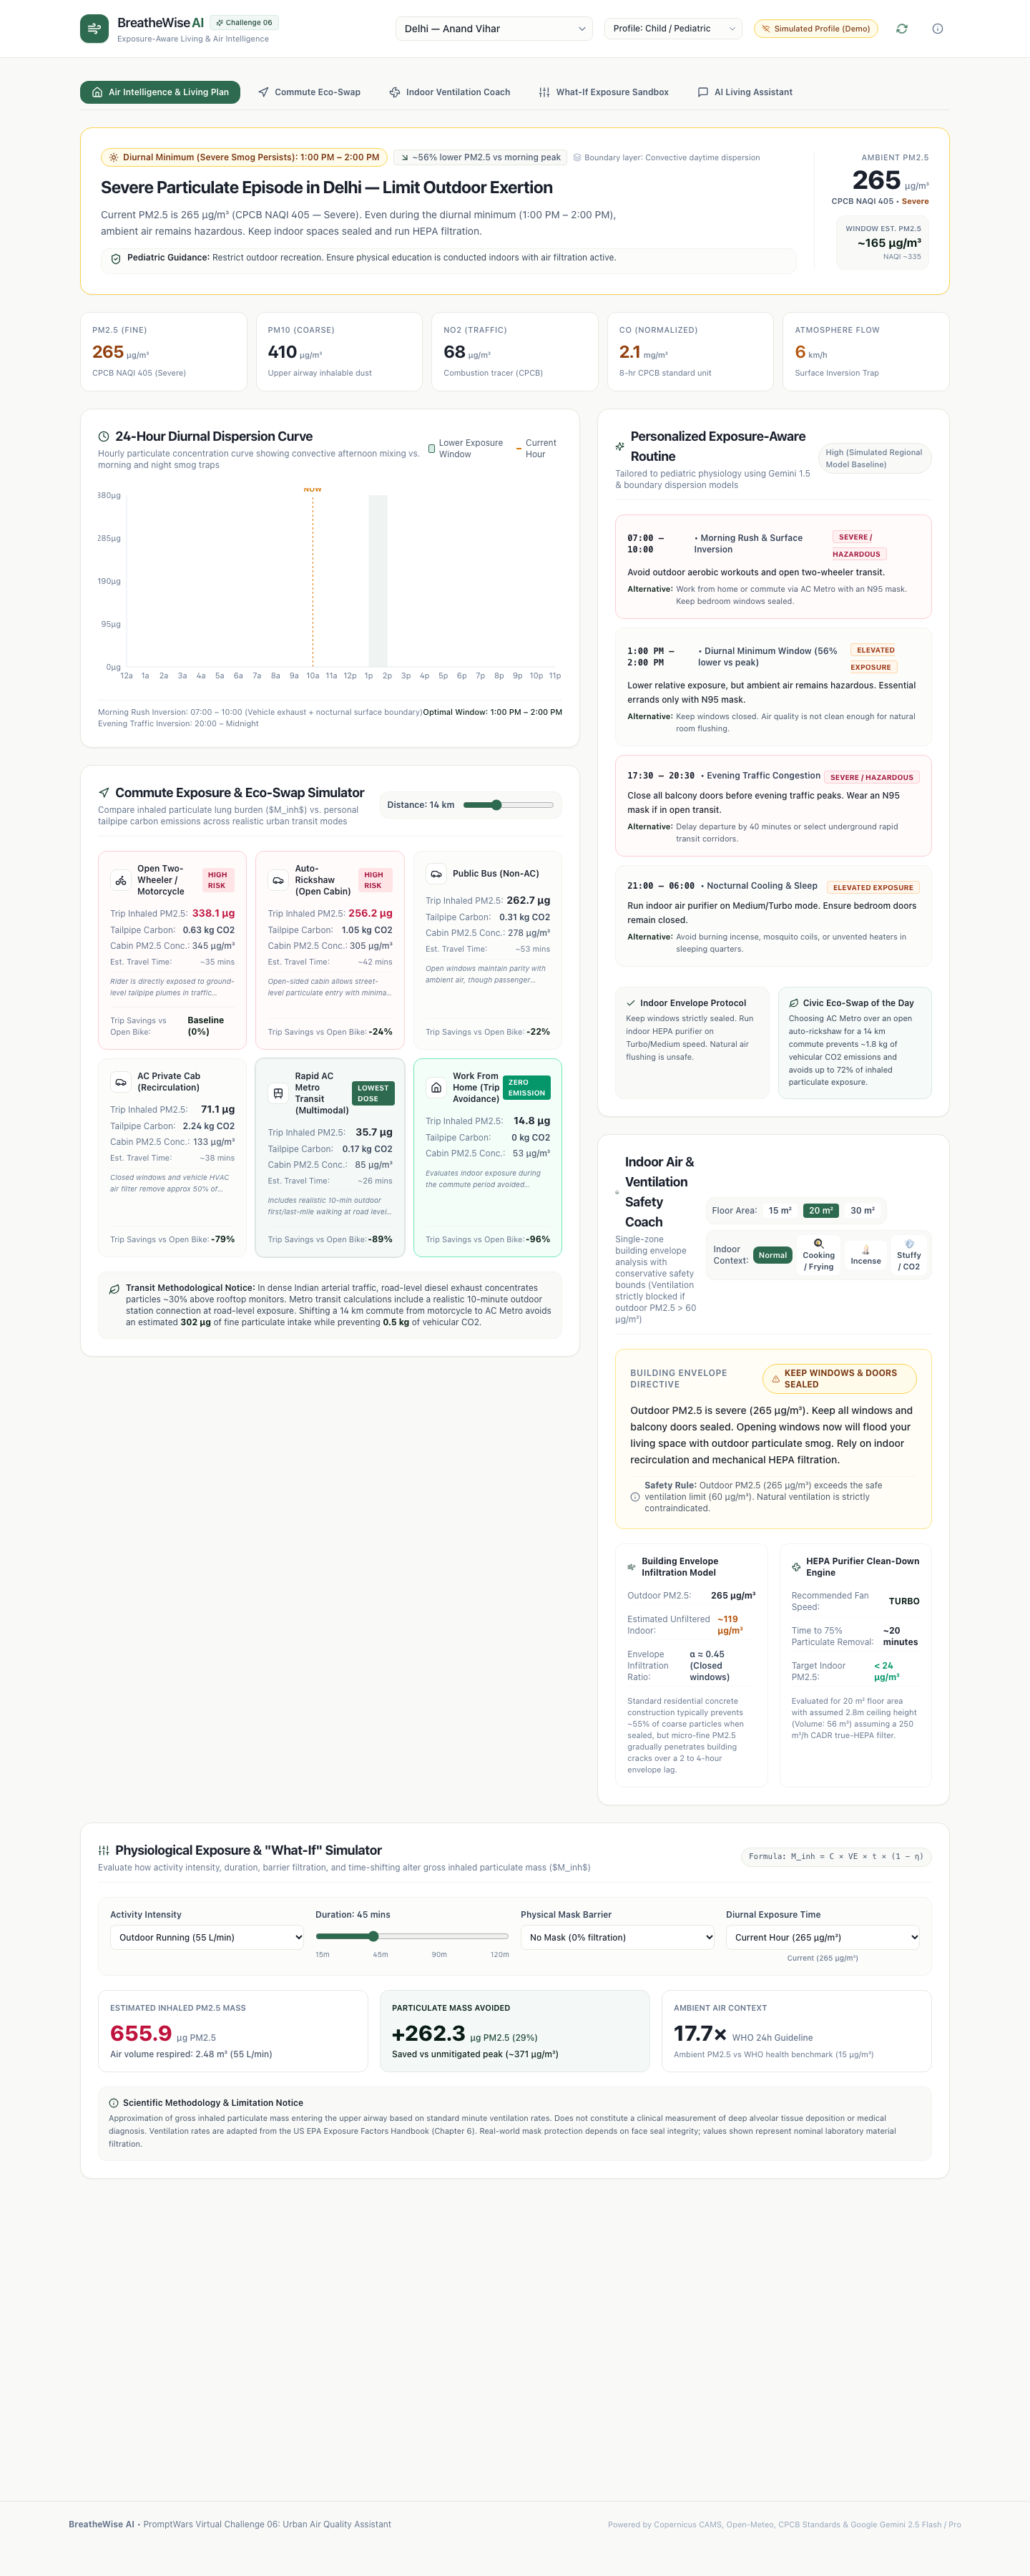 BreatheWise AI
Challenge 06
Exposure-Aware Living & Air Intelligence
Delhi — Anand Vihar
Profile: Child / Pediatric
Simulated Profile (Demo)
Air Intelligence & Living Plan
Commute Eco-Swap
Indoor Ventilation Coach
What-If Exposure Sandbox
AI Living Assistant
Diurnal Minimum (Severe Smog Persists): 1:00 PM – 2:00 PM
~56% lower PM2.5 vs morning peak
Boundary layer: Convective daytime dispersion
Severe Particulate Episode in Delhi — Limit Outdoor Exertion
Current PM2.5 is 265 µg/m³ (CPCB NAQI 405 — Severe). Even during the diurnal minimum (1:00 PM – 2:00 PM),
ambient air remains hazardous. Keep indoor spaces sealed and run HEPA filtration.
Pediatric Guidance: Restrict outdoor recreation. Ensure physical education is conducted indoors with air filtration active.
AMBIENT PM2.5
265 µg/m³
CPCB NAQI 405 • Severe
WINDOW EST. PM2.5
~165 µg/m³
NAQI ~335
PM2.5 (FINE)
265 µg/m³
CPCB NAQI 405 (Severe)
PM10 (COARSE)
410 µg/m³
Upper airway inhalable dust
NO2 (TRAFFIC)
68 µg/m³
Combustion tracer (CPCB)
CO (NORMALIZED)
2.1 mg/m³
8-hr CPCB standard unit
ATMOSPHERE FLOW
6 km/h
Surface Inversion Trap
24-Hour Diurnal Dispersion Curve
Hourly particulate concentration curve showing convective afternoon mixing vs.
morning and night smog traps
Lower Exposure
Window
Current
Hour
NOW
380µg
285µg
190µg
95µg
0µg
12a 1a 2a 3a 4a 5a 6a 7a 8a 9a 10a 11a 12p 1p 2p 3p 4p 5p 6p 7p 8p 9p 10p 11p
Morning Rush Inversion: 07:00 – 10:00 (Vehicle exhaust + nocturnal surface boundary)
Evening Traffic Inversion: 20:00 – Midnight
Optimal Window: 1:00 PM – 2:00 PM
Commute Exposure & Eco-Swap Simulator
Compare inhaled particulate lung burden ($M_inh$) vs. personal
tailpipe carbon emissions across realistic urban transit modes
Distance: 14 km
Open Two-
Wheeler /
Motorcycle
HIGH
RISK
Trip Inhaled PM2.5: 338.1 µg
Tailpipe Carbon: 0.63 kg CO2
Cabin PM2.5 Conc.: 345 µg/m³
Est. Travel Time: ~35 mins
Rider is directly exposed to ground-
level tailpipe plumes in traffic...
Trip Savings vs
Open Bike:
Baseline
(0%)
Auto-
Rickshaw
(Open Cabin)
HIGH
RISK
Trip Inhaled PM2.5: 256.2 µg
Tailpipe Carbon: 1.05 kg CO2
Cabin PM2.5 Conc.: 305 µg/m³
Est. Travel Time: ~42 mins
Open-sided cabin allows street-
level particulate entry with minima...
Trip Savings vs Open Bike: -24%
Public Bus (Non-AC)
Trip Inhaled PM2.5: 262.7 µg
Tailpipe Carbon: 0.31 kg CO2
Cabin PM2.5 Conc.: 278 µg/m³
Est. Travel Time: ~53 mins
Open windows maintain parity with
ambient air, though passenger...
Trip Savings vs Open Bike: -22%
AC Private Cab
(Recirculation)
Trip Inhaled PM2.5: 71.1 µg
Tailpipe Carbon: 2.24 kg CO2
Cabin PM2.5 Conc.: 133 µg/m³
Est. Travel Time: ~38 mins
Closed windows and vehicle HVAC
air filter remove approx 50% of...
Trip Savings vs Open Bike: -79%
Rapid AC
Metro
Transit
(Multimodal)
LOWEST
DOSE
Trip Inhaled PM2.5: 35.7 µg
Tailpipe Carbon: 0.17 kg CO2
Cabin PM2.5 Conc.: 85 µg/m³
Est. Travel Time: ~26 mins
Includes realistic 10-min outdoor
first/last-mile walking at road level...
Trip Savings vs Open Bike: -89%
Work From
Home (Trip
Avoidance)
ZERO
EMISSION
Trip Inhaled PM2.5: 14.8 µg
Tailpipe Carbon: 0 kg CO2
Cabin PM2.5 Conc.: 53 µg/m³
Evaluates indoor exposure during
the commute period avoided...
Trip Savings vs Open Bike: -96%
Transit Methodological Notice: In dense Indian arterial traffic, road-level diesel exhaust concentrates
particles ~30% above rooftop monitors. Metro transit calculations include a realistic 10-minute outdoor
station connection at road-level exposure. Shifting a 14 km commute from motorcycle to AC Metro avoids
an estimated 302 µg of fine particulate intake while preventing 0.5 kg of vehicular CO2.
Personalized Exposure-Aware
Routine
Tailored to pediatric physiology using Gemini 1.5
& boundary dispersion models
High (Simulated Regional
Model Baseline)
07:00 –
10:00
• Morning Rush & Surface
Inversion
SEVERE /
HAZARDOUS
Avoid outdoor aerobic workouts and open two-wheeler transit.
Alternative: Work from home or commute via AC Metro with an N95 mask.
Keep bedroom windows sealed.
1:00 PM –
2:00 PM
• Diurnal Minimum Window (56%
lower vs peak)
ELEVATED
EXPOSURE
Lower relative exposure, but ambient air remains hazardous. Essential
errands only with N95 mask.
Alternative: Keep windows closed. Air quality is not clean enough for natural
room flushing.
17:30 – 20:30 • Evening Traffic Congestion SEVERE / HAZARDOUS
Close all balcony doors before evening traffic peaks. Wear an N95
mask if in open transit.
Alternative: Delay departure by 40 minutes or select underground rapid
transit corridors.
21:00 – 06:00 • Nocturnal Cooling & Sleep ELEVATED EXPOSURE
Run indoor air purifier on Medium/Turbo mode. Ensure bedroom doors
remain closed.
Alternative: Avoid burning incense, mosquito coils, or unvented heaters in
sleeping quarters.
Indoor Envelope Protocol
Keep windows strictly sealed. Run
indoor HEPA purifier on
Turbo/Medium speed. Natural air
flushing is unsafe.
Civic Eco-Swap of the Day
Choosing AC Metro over an open
auto-rickshaw for a 14 km
commute prevents ~1.8 kg of
vehicular CO2 emissions and
avoids up to 72% of inhaled
particulate exposure.
Indoor Air &
Ventilation
Safety
Coach
Single-zone
building envelope
analysis with
conservative safety
bounds (Ventilation
strictly blocked if
outdoor PM2.5 > 60
µg/m³)
Floor Area: 15 m² 20 m² 30 m²
Indoor
Context:
Normal
Cooking
/ Frying
Incense
Stuffy
/ CO2
BUILDING ENVELOPE
DIRECTIVE
KEEP WINDOWS & DOORS
SEALED
Outdoor PM2.5 is severe (265 µg/m³). Keep all windows and
balcony doors sealed. Opening windows now will flood your
living space with outdoor particulate smog. Rely on indoor
recirculation and mechanical HEPA filtration.
Safety Rule: Outdoor PM2.5 (265 µg/m³) exceeds the safe
ventilation limit (60 µg/m³). Natural ventilation is strictly
contraindicated.
Building Envelope
Infiltration Model
Outdoor PM2.5: 265 µg/m³
Estimated Unfiltered
Indoor:
~119
µg/m³
Envelope
Infiltration
Ratio:
α ≈ 0.45
(Closed
windows)
Standard residential concrete
construction typically prevents
~55% of coarse particles when
sealed, but micro-fine PM2.5
gradually penetrates building
cracks over a 2 to 4-hour
envelope lag.
HEPA Purifier Clean-Down
Engine
Recommended Fan
Speed:
TURBO
Time to 75%
Particulate Removal:
~20
minutes
Target Indoor
PM2.5:
< 24
µg/m³
Evaluated for 20 m² floor area
with assumed 2.8m ceiling height
(Volume: 56 m³) assuming a 250
m³/h CADR true-HEPA filter.
Physiological Exposure & "What-If" Simulator
Evaluate how activity intensity, duration, barrier filtration, and time-shifting alter gross inhaled particulate mass ($M_inh$)
Formula: M_inh = C × VE × t × (1 − η)
Activity Intensity
Outdoor Running (55 L/min)
Duration: 45 mins
15m 45m 90m 120m
Physical Mask Barrier
No Mask (0% filtration)
Diurnal Exposure Time
Current Hour (265 µg/m³)
Current (265 µg/m³)
ESTIMATED INHALED PM2.5 MASS
655.9 µg PM2.5
Air volume respired: 2.48 m³ (55 L/min)
PARTICULATE MASS AVOIDED
+262.3 µg PM2.5 (29%)
Saved vs unmitigated peak (~371 µg/m³)
AMBIENT AIR CONTEXT
17.7× WHO 24h Guideline
Ambient PM2.5 vs WHO health benchmark (15 µg/m³)
Scientific Methodology & Limitation Notice
Approximation of gross inhaled particulate mass entering the upper airway based on standard minute ventilation rates. Does not constitute a clinical measurement of deep alveolar tissue deposition or medical
diagnosis. Ventilation rates are adapted from the US EPA Exposure Factors Handbook (Chapter 6). Real-world mask protection depends on face seal integrity; values shown represent nominal laboratory material
filtration.
BreatheWise AI • PromptWars Virtual Challenge 06: Urban Air Quality Assistant
Powered by Copernicus CAMS, Open-Meteo, CPCB Standards & Google Gemini 2.5 Flash / Pro